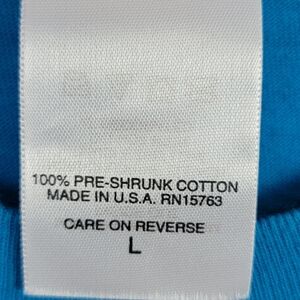 100% PRE-SHRUNK COTTON
MADE IN U.S.A. RN15763
CARE ON REVERSE
L